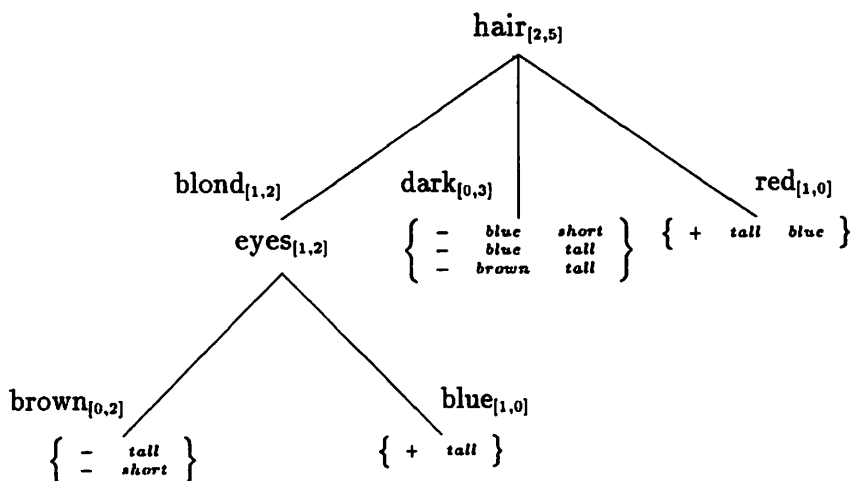 hair[2,5]
blond[1,2]
dark[0,3]
red[1,0]
eyes[1,2]
{ − blue short
− blue tall
− brown tall }
{ + tall blue }
brown[0,2]
blue[1,0]
{ − tall
− short }
{ + tall }